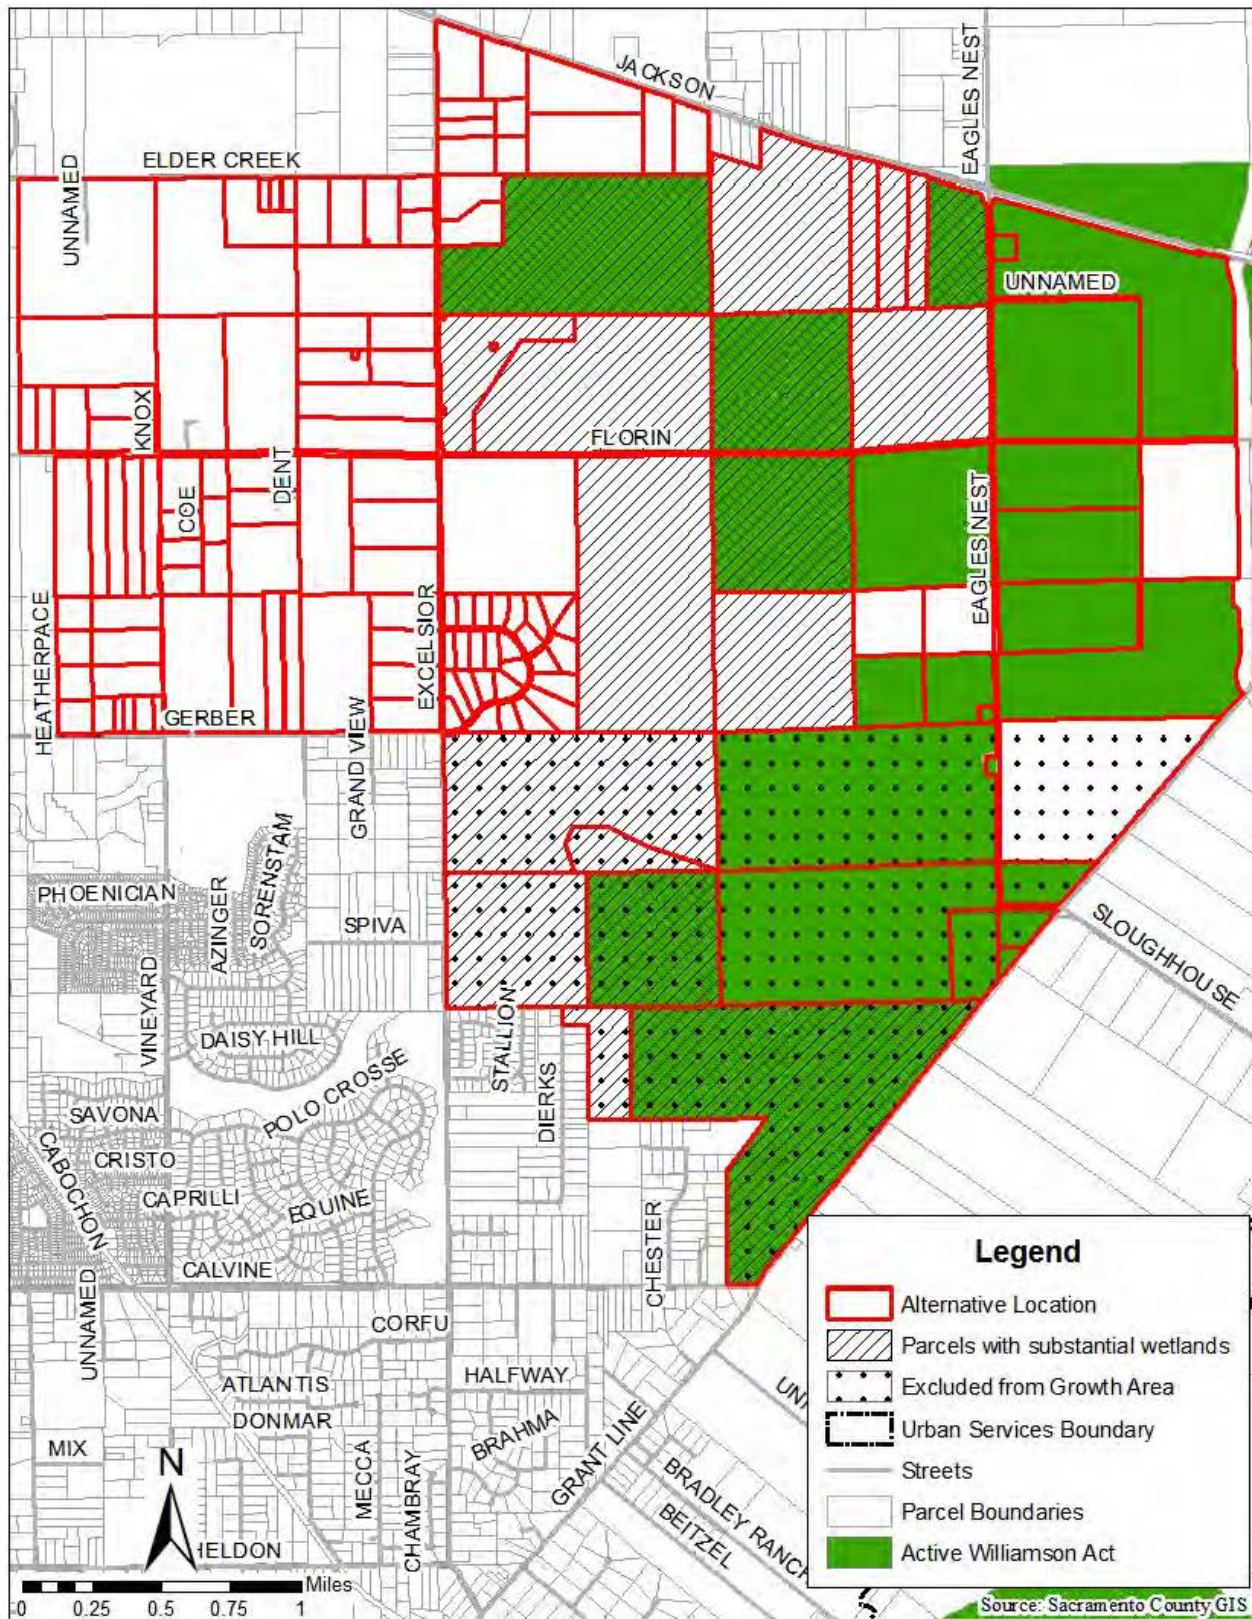 JACKSON
EAGLES NEST
ELDER CREEK
UNNAMED
UNNAMED
KNOX
FLORIN
DENT
COE
EAGLES NEST
EXCELSIOR
HEATHERPACE
GERBER
GRAND VIEW
PHOENICIAN
AZINGER
SORENSTAM
SPIVA
SLOUGHHOUSE
VINEYARD
DAISY HILL
STALLION
DIERKS
POLO CROSSE
SAVONA
CABOCHON
CRISTO
CAPRILLI
EQUINE
CHESTER
CALVINE
UNNAMED
CORFU
HALFWAY
ATLANTIS
DONMAR
MIX
MECCA
CHAMBRAY
BRAHMA
GRANT LINE
BRADLEY RANCH
BEITZEL
HELDON
N
Miles
0 0.25 0.5 0.75 1
Legend
Alternative Location
Parcels with substantial wetlands
Excluded from Growth Area
Urban Services Boundary
Streets
Parcel Boundaries
Active Williamson Act
Source: Sacramento County GIS